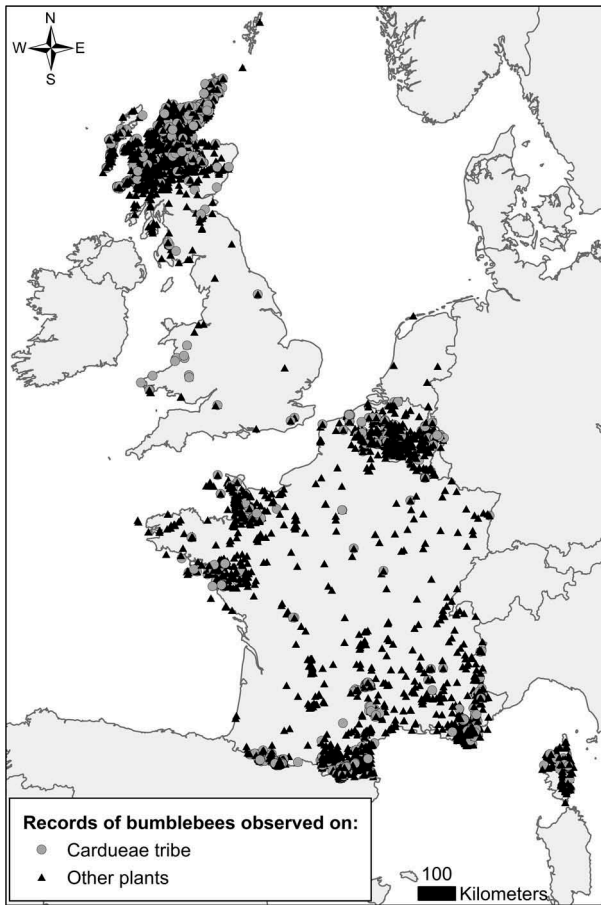 N
W E
S
Records of bumblebees observed on:
Cardueae tribe
Other plants
100
Kilometers